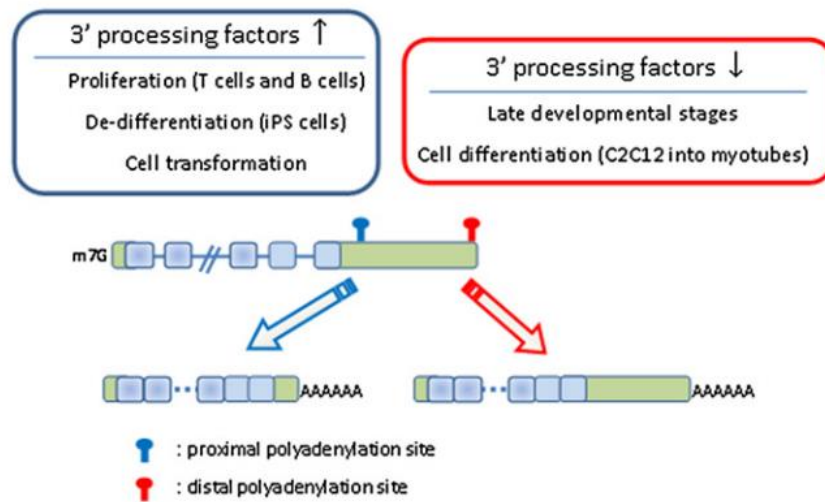 3' processing factors ↑
Proliferation (T cells and B cells)
De-differentiation (iPS cells)
Cell transformation
3' processing factors ↓
Late developmental stages
Cell differentiation (C2C12 into myotubes)
m7G
AAAAAA
AAAAAA
: proximal polyadenylation site
: distal polyadenylation site